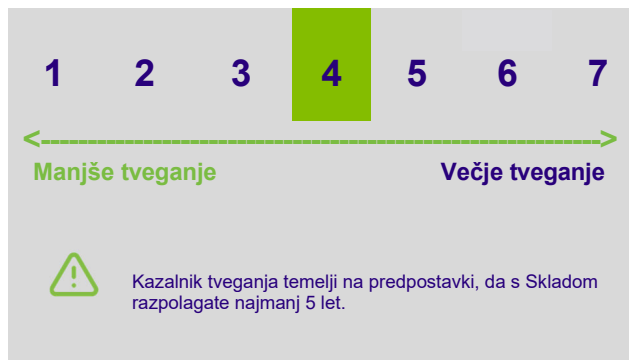 1 2 3 4 5 6 7
<----------------------------------------------------------->
Manjše tveganje Večje tveganje
Kazalnik tveganja temelji na predpostavki, da s Skladom
razpolagate najmanj 5 let.